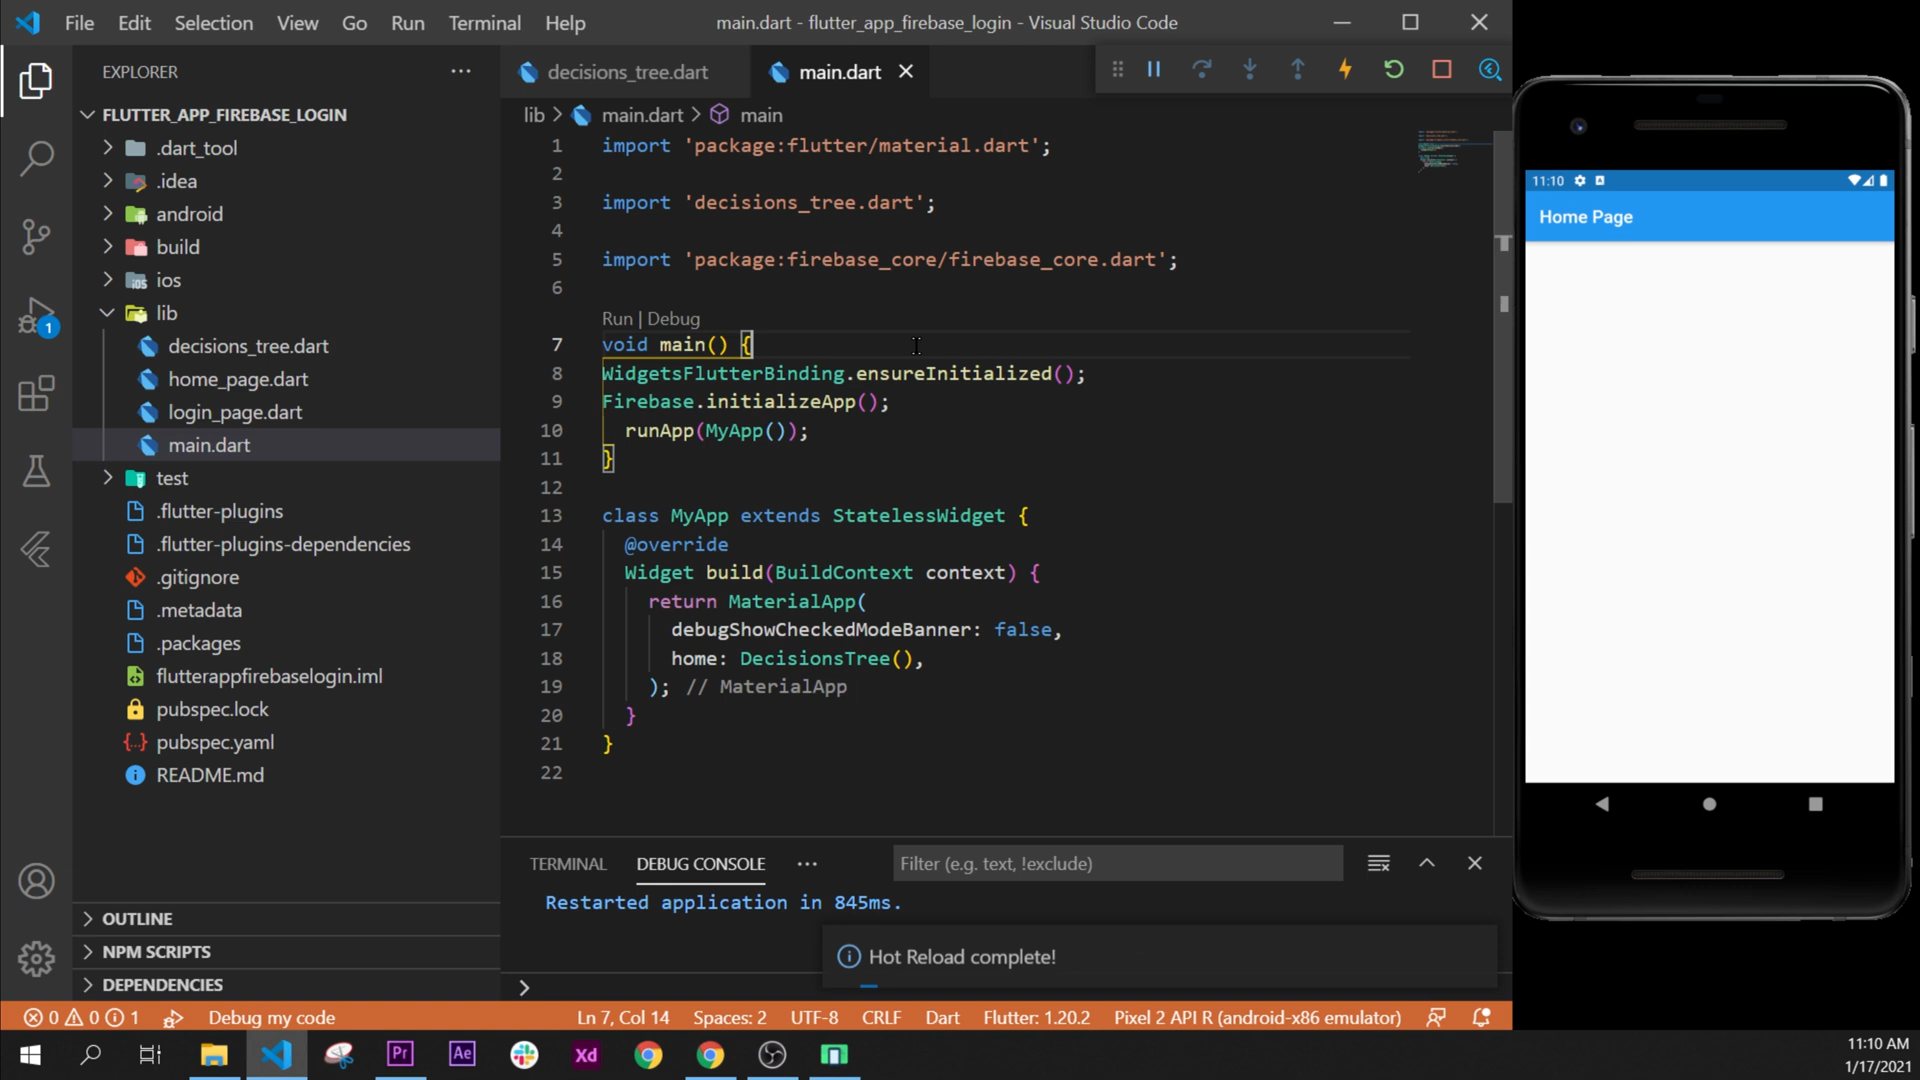 File Edit Selection View Go Run Terminal Help
main.dart - flutter_app_firebase_login - Visual Studio Code
EXPLORER
FLUTTER_APP_FIREBASE_LOGIN
.dart_tool
.idea
android
build
ios
lib
decisions_tree.dart
home_page.dart
login_page.dart
main.dart
test
.flutter-plugins
.flutter-plugins-dependencies
.gitignore
.metadata
.packages
flutterappfirebaselogin.iml
pubspec.lock
pubspec.yaml
README.md
OUTLINE
NPM SCRIPTS
DEPENDENCIES
1
decisions_tree.dart
main.dart
lib > main.dart > main
1 import 'package:flutter/material.dart';
2
3 import 'decisions_tree.dart';
4
5 import 'package:firebase_core/firebase_core.dart';
6
Run | Debug
7 void main() {
8 WidgetsFlutterBinding.ensureInitialized();
9 Firebase.initializeApp();
10 runApp(MyApp());
11 }
12
13 class MyApp extends StatelessWidget {
14 @override
15 Widget build(BuildContext context) {
16 return MaterialApp(
17 debugShowCheckedModeBanner: false,
18 home: DecisionsTree(),
19 ); // MaterialApp
20 }
21 }
22
TERMINAL DEBUG CONSOLE
Filter (e.g. text, !exclude)
Restarted application in 845ms.
Hot Reload complete!
0 0 1 Debug my code
Ln 7, Col 14 Spaces: 2 UTF-8 CRLF Dart Flutter: 1.20.2 Pixel 2 API R (android-x86 emulator)
11:10
Home Page
Pr Ae Xd
11:10 AM
1/17/2021